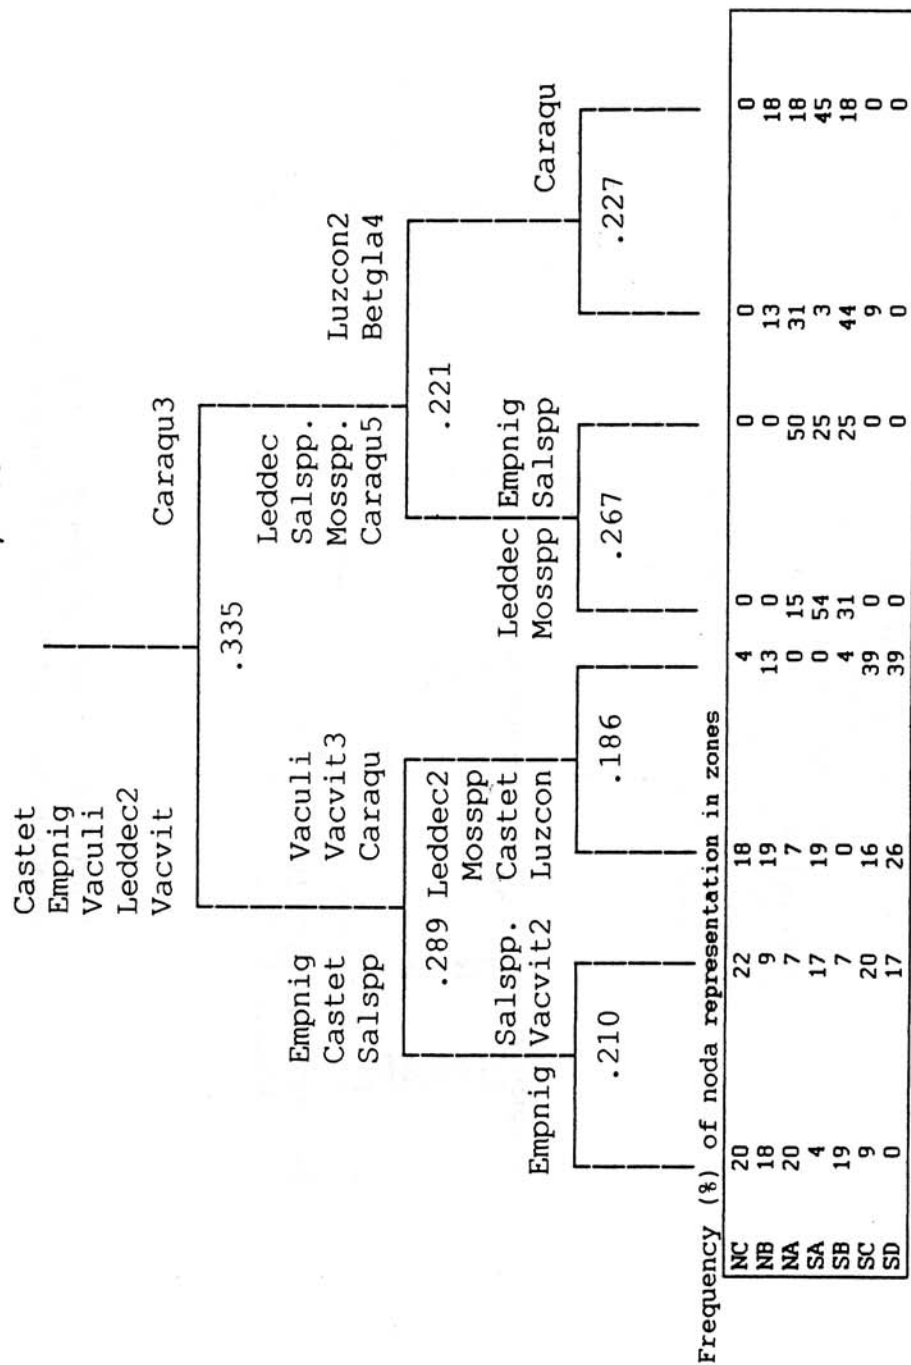 Castet
Empnig
Vaculi
Leddec2
Vacvit
Caraqu3
.335
Empnig
Castet
Salspp
Vaculi
Vacvit3
Caraqu
Leddec
Salspp.
Mosspp.
Caraqu5
Luzcon2
Betgla4
.289
.221
Empnig
Salspp.
Vacvit2
Leddec2
Mosspp
Castet
Luzcon
Leddec
Mosspp
Empnig
Salspp
Caraqu
.210
.186
.267
.227
Frequency (%) of noda representation in zones
NC 20 22 18 4 0 0 0 0
NB 18 9 19 13 0 0 13 18
NA 20 7 7 0 15 50 31 18
SA 4 17 19 0 54 25 3 45
SB 19 7 0 4 31 25 44 18
SC 9 20 16 39 0 0 9 0
SD 0 17 26 39 0 0 0 0